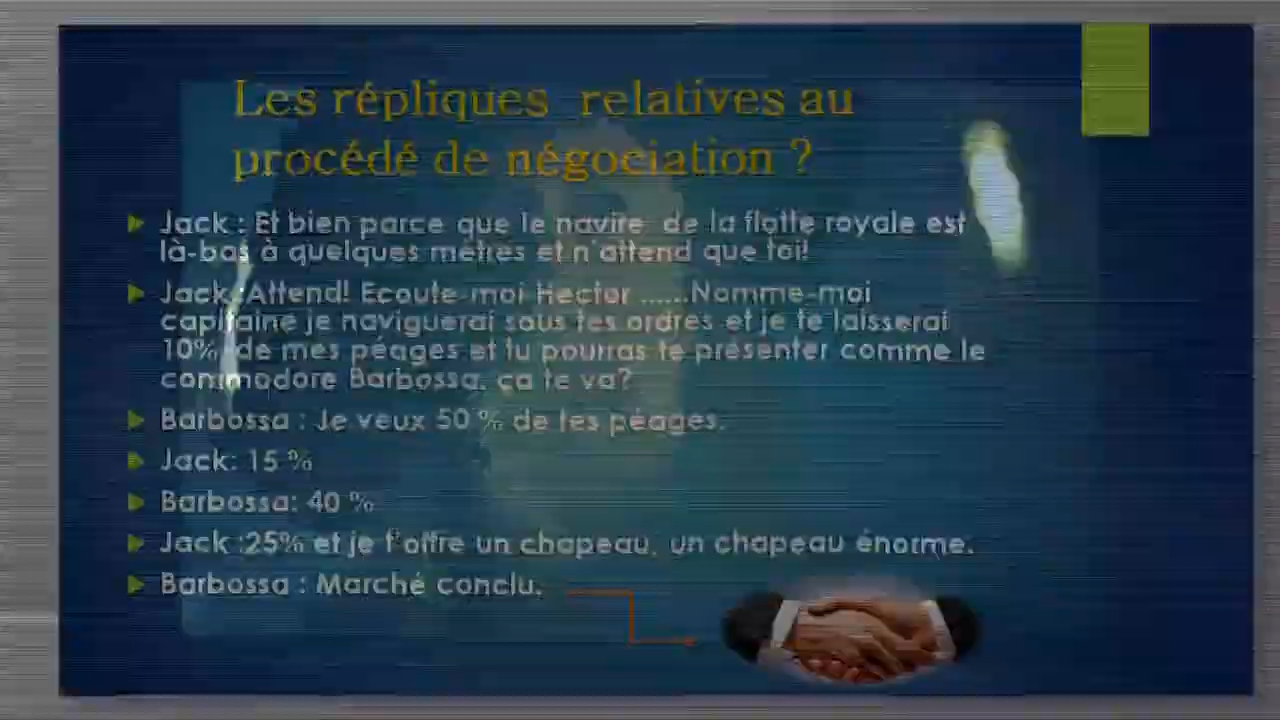 Les répliques relatives au
procédé de négociation ?
Jack : Et bien parce que le navire de la flotte royale est
là-bas à quelques mètres et n'attend que toi!
Jack :Attend! Ecoute-moi Hector ......Nomme-moi
capitaine je naviguerai sous tes ordres et je te laisserai
10% de mes péages et tu pourras te présenter comme le
commodore Barbossa, ça te va?
Barbossa : Je veux 50 % de tes péages.
Jack: 15 %
Barbossa: 40 %
Jack :25% et je t'offre un chapeau, un chapeau énorme.
Barbossa : Marché conclu.